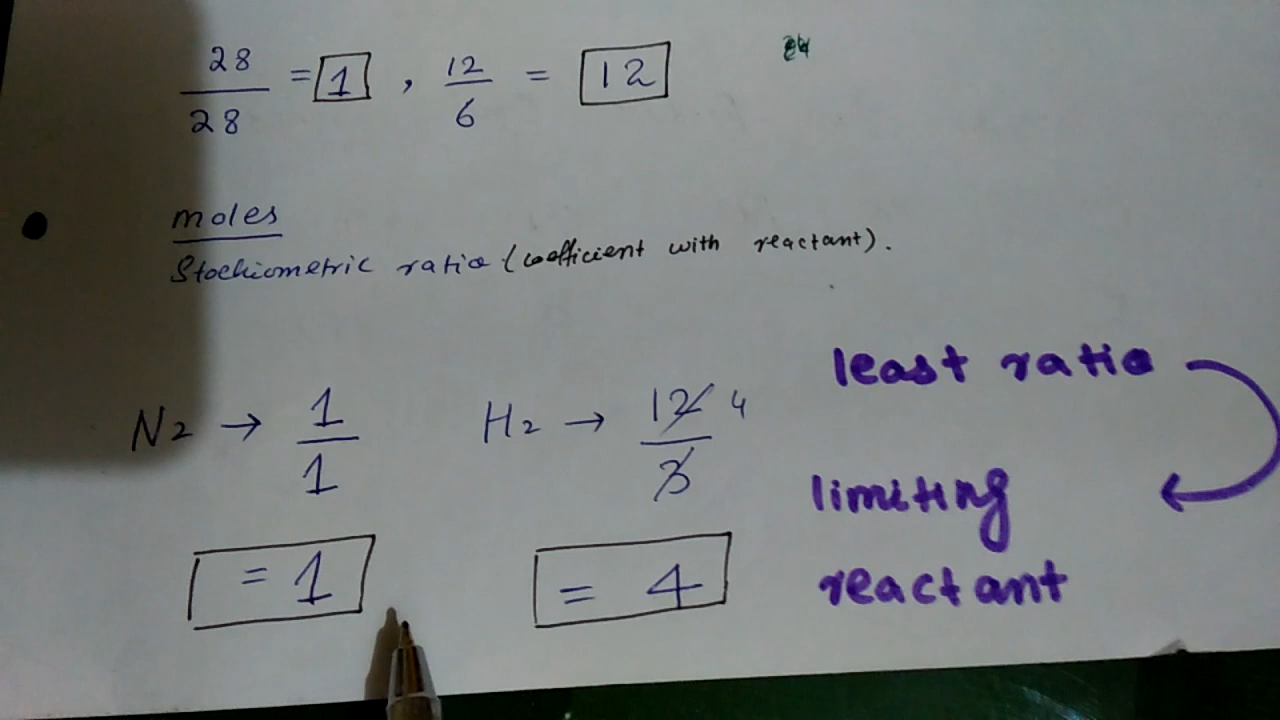 28/28 = 1 , 12/6 = 12
moles
Stochiometric ratio (coefficient with reactant).
least ratio
N2 → 1/1 H2 → 12/3 4
limiting
= 1 = 4
reactant